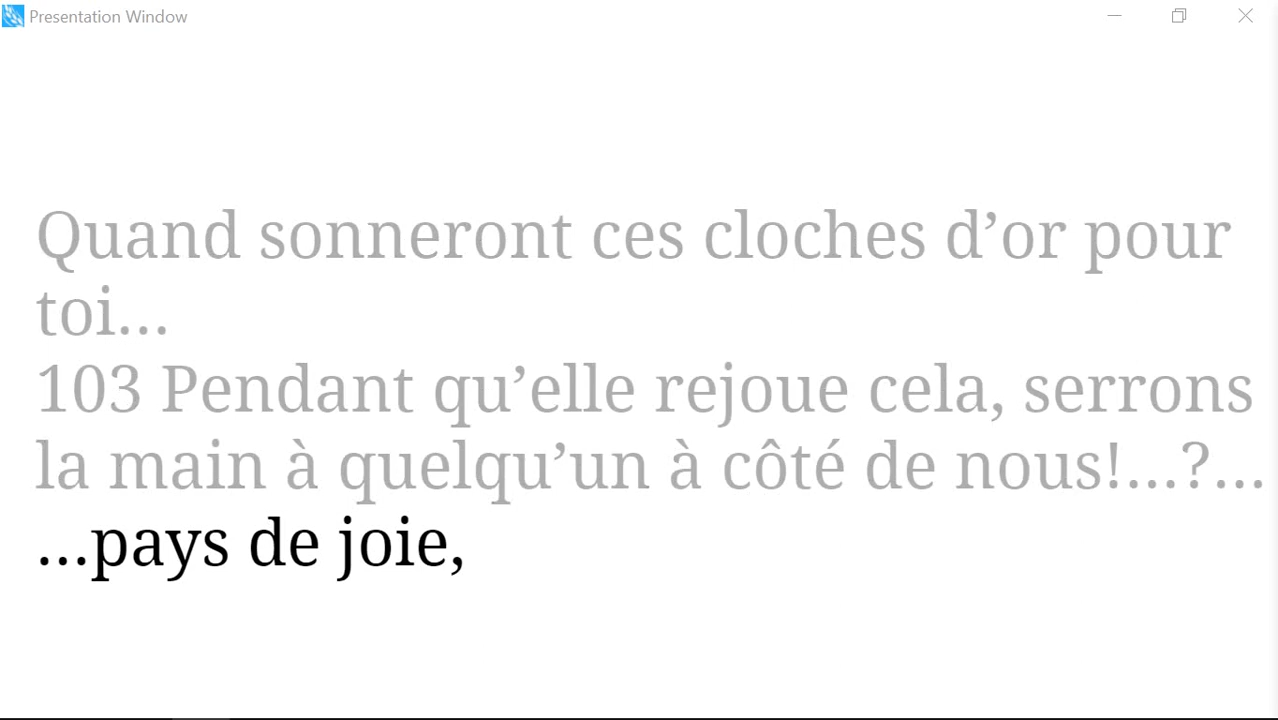 Presentation Window
Quand sonneront ces cloches d’or pour
toi...
103 Pendant qu’elle rejoue cela, serrons
la main à quelqu’un à côté de nous!...?...
...pays de joie,